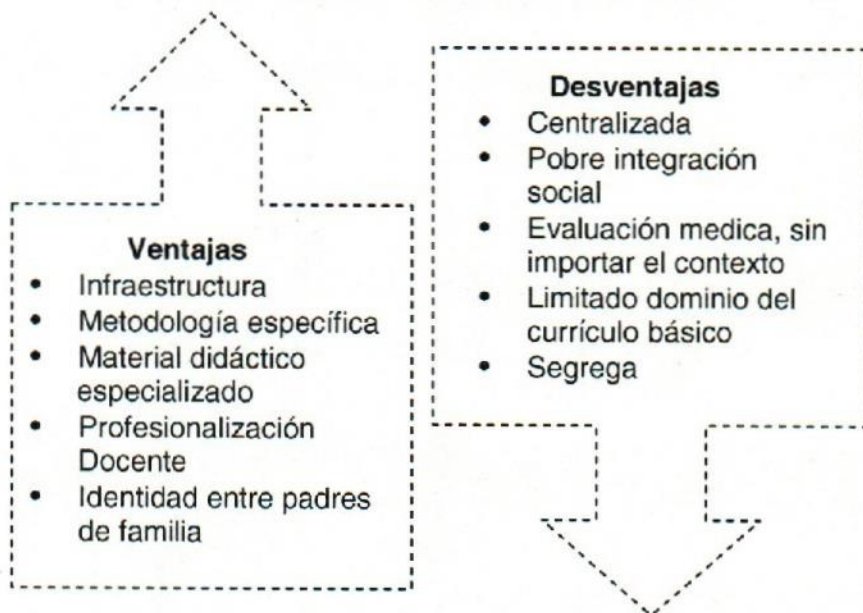 Ventajas
• Infraestructura
• Metodología específica
• Material didáctico
especializado
• Profesionalización
Docente
• Identidad entre padres
de familia
Desventajas
• Centralizada
• Pobre integración
social
• Evaluación medica, sin
importar el contexto
• Limitado dominio del
currículo básico
• Segrega